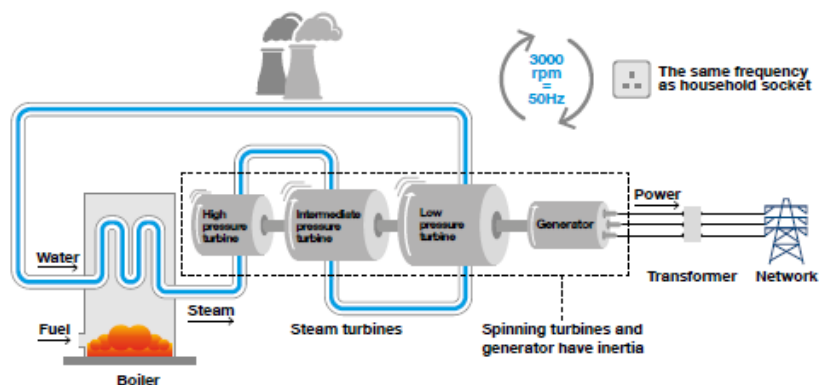 3000
rpm
=
50Hz
The same frequency
as household socket
High
pressure
turbine
Intermediate
pressure
turbine
Low
pressure
turbine
Generator
Power
Water
Steam
Fuel
Boiler
Steam turbines
Spinning turbines and
generator have inertia
Transformer
Network